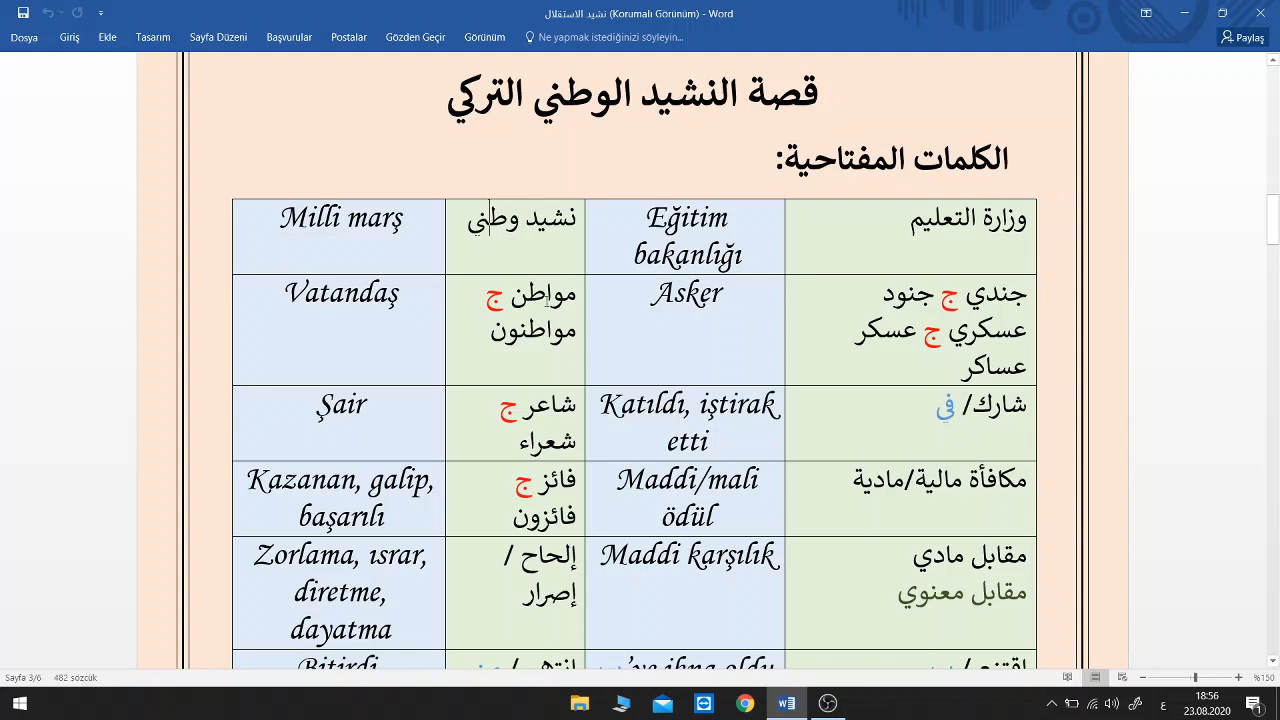 نشيد الاستقلال (Korumalı Görünüm) - Word
Dosya Giriş Ekle Tasarım Sayfa Düzeni Başvurular Postalar Gözden Geçir Görünüm Ne yapmak istediğinizi söyleyin... Paylaş
قصة النشيد الوطني التركي
الكلمات المفتاحية:
وزارة التعليم
Eğitim
bakanlığı
نشيد وطني
Milli marş
جندي ج جنود
عسكري ج عسكر
عساكر
Asker
مواطن ج
مواطنون
Vatandaş
شارك/ في
Katıldı, iştirak
etti
شاعر ج
شعراء
Şair
مكافأة مالية/مادية
Maddi/mali
ödül
فائز ج
فائزون
Kazanan, galip,
başarılı
مقابل مادي
مقابل معنوي
Maddi karşılık
إلحاح /
إصرار
Zorlama, ısrar,
diretme,
dayatma
Bitirdi
Sayfa 3/6 482 sözcük %150
18:56
23.08.2020